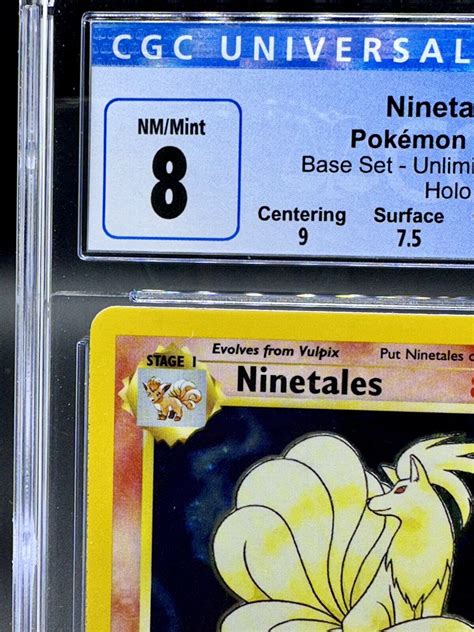 CGC UNIVERSAL
NM/Mint
8
Nineta
Pokémon
Base Set - Unlimi
Holo
Centering
9
Surface
7.5
STAGE 1
Evolves from Vulpix
Put Ninetales o
Ninetales